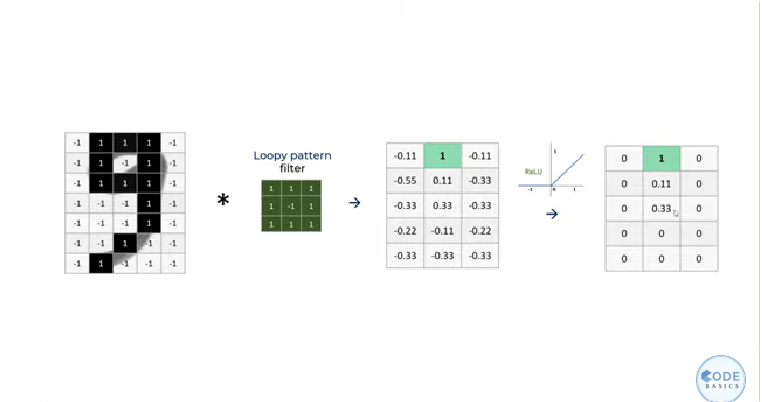 -1 1 1 1 -1
-1 1 -1 1 -1
-1 1 1 1 -1
-1 -1 -1 1 -1
-1 -1 -1 1 -1
-1 -1 1 -1 -1
-1 1 -1 -1 -1
*
Loopy pattern
filter
1 1 1
1 -1 1
1 1 1
→
-0.11 1 -0.11
-0.55 0.11 -0.33
-0.33 0.33 -0.33
-0.22 -0.11 -0.22
-0.33 -0.33 -0.33
1
ReLU
-1 0 1
→
0 1 0
0 0.11 0
0 0.33 0
0 0 0
0 0 0
CODE
BASICS